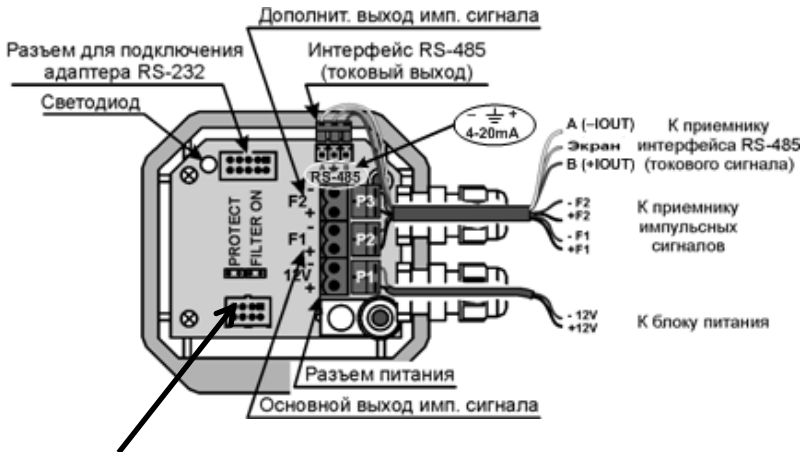 Дополнит. выход имп. сигнала
Разъем для подключения
адаптера RS-232
Интерфейс RS-485
(токовый выход)
Светодиод
- +
4-20mA
A (–IOUT)
Экран
B (+IOUT)
К приемнику
интерфейса RS-485
(токового сигнала)
RS-485
- F2 +
P3
PROTECT
FILTER ON
- F1 +
P2
- 12V +
P1
- F2
+F2
- F1
+F1
К приемнику
импульсных
сигналов
- 12V
+12V
К блоку питания
Разъем питания
Основной выход имп. сигнала